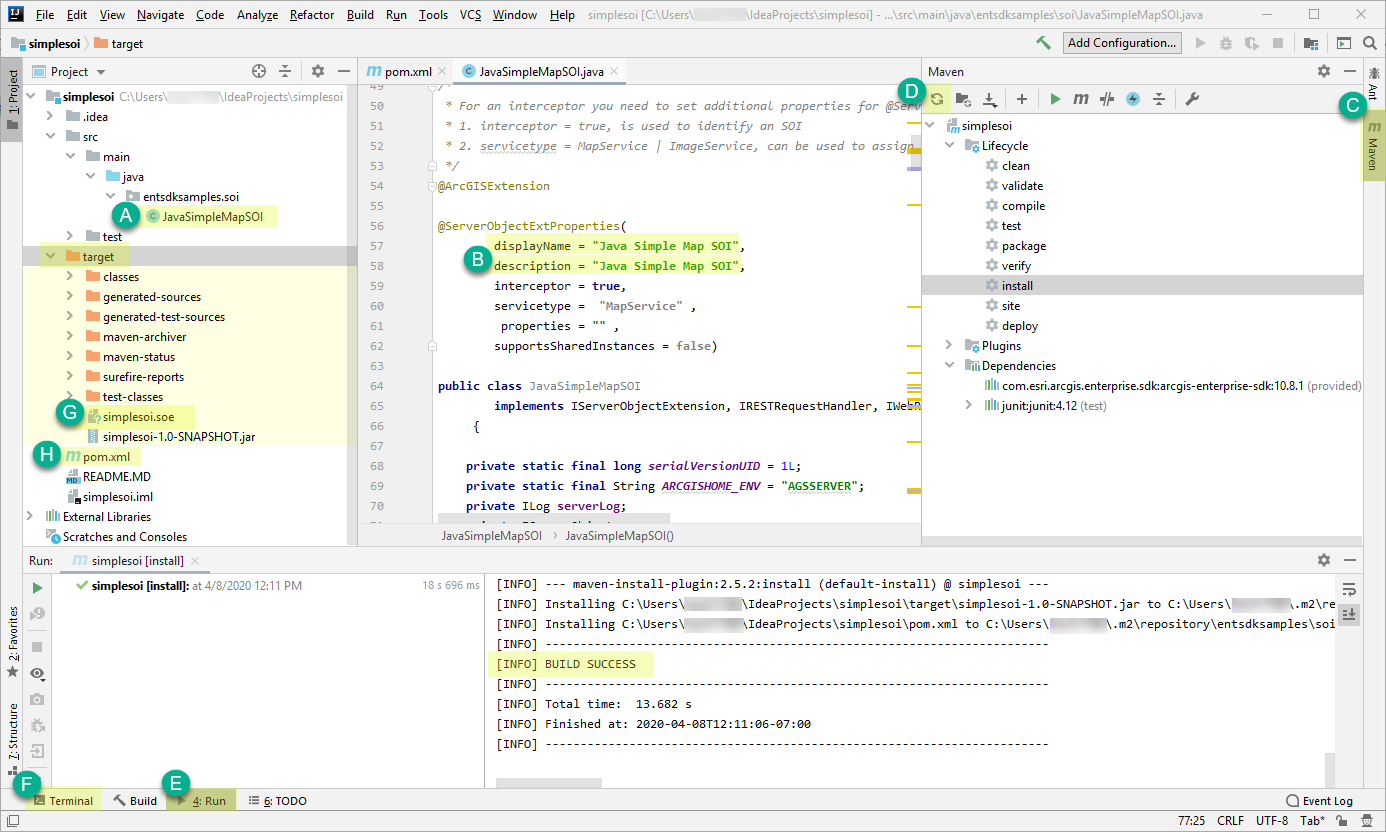 File Edit View Navigate Code Analyze Refactor Build Run Tools VCS Window Help simplesoi [C:\Users\ \IdeaProjects\simplesoi] - ...\src\main\java\entsdksamples\soi\JavaSimpleMapSOI.java
simplesoi target Add Configuration...
1: Project
Project
simplesoi C:\Users\ \IdeaProjects\simplesoi
.idea
src
main
java
entsdksamples.soi
A JavaSimpleMapSOI
test
target
classes
generated-sources
generated-test-sources
maven-archiver
maven-status
surefire-reports
test-classes
G simplesoi.soe
simplesoi-1.0-SNAPSHOT.jar
H pom.xml
README.MD
simplesoi.iml
External Libraries
Scratches and Consoles
pom.xml JavaSimpleMapSOI.java
49 /*
50 * For an interceptor you need to set additional properties for @Serv
51 * 1. interceptor = true, is used to identify an SOI
52 * 2. servicetype = MapService | ImageService, can be used to assign
53 */
54 @ArcGISExtension
55
56 @ServerObjectExtProperties(
57 displayName = "Java Simple Map SOI",
B
58 description = "Java Simple Map SOI",
59 interceptor = true,
60 servicetype = "MapService" ,
61 properties = "" ,
62 supportsSharedInstances = false)
63
64 public class JavaSimpleMapSOI
65 implements IServerObjectExtension, IRESTRequestHandler, IWebR
66 {
67
68 private static final long serialVersionUID = 1L;
69 private static final String ARCGISHOME_ENV = "AGSSERVER";
70 private ILog serverLog;
JavaSimpleMapSOI JavaSimpleMapSOI()
Maven
D
simplesoi
Lifecycle
clean
validate
compile
test
package
verify
install
site
deploy
Plugins
Dependencies
com.esri.arcgis.enterprise.sdk:arcgis-enterprise-sdk:10.8.1 (provided)
junit:junit:4.12 (test)
Ant
C
m Maven
Run: simplesoi [install]
simplesoi [install]: at 4/8/2020 12:11 PM 18 s 696 ms
[INFO] --- maven-install-plugin:2.5.2:install (default-install) @ simplesoi ---
[INFO] Installing C:\Users\ \IdeaProjects\simplesoi\target\simplesoi-1.0-SNAPSHOT.jar to C:\Users\ \.m2\re
[INFO] Installing C:\Users\ \IdeaProjects\simplesoi\pom.xml to C:\Users\ \.m2\repository\entsdksamples\soi
[INFO] ------------------------------------------------------------------------
[INFO] BUILD SUCCESS
[INFO] ------------------------------------------------------------------------
[INFO] Total time: 13.682 s
[INFO] Finished at: 2020-04-08T12:11:06-07:00
[INFO] ------------------------------------------------------------------------
2: Favorites
7: Structure
F Terminal Build E 4: Run 6: TODO Event Log
77:25 CRLF UTF-8 Tab*